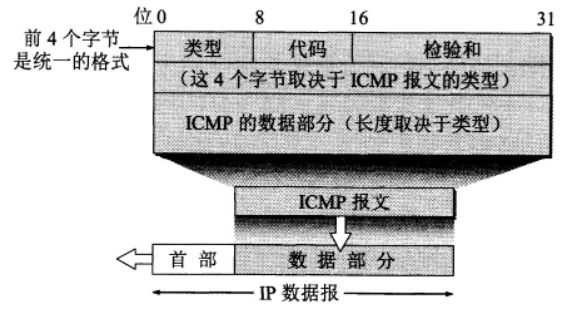 位 0 8 16 31
前 4 个字节
是统一的格式
类型 代码 检验和
(这 4 个字节取决于 ICMP 报文的类型)
ICMP 的数据部分（长度取决于类型）
ICMP 报文
首 部 数 据 部 分
IP 数据报